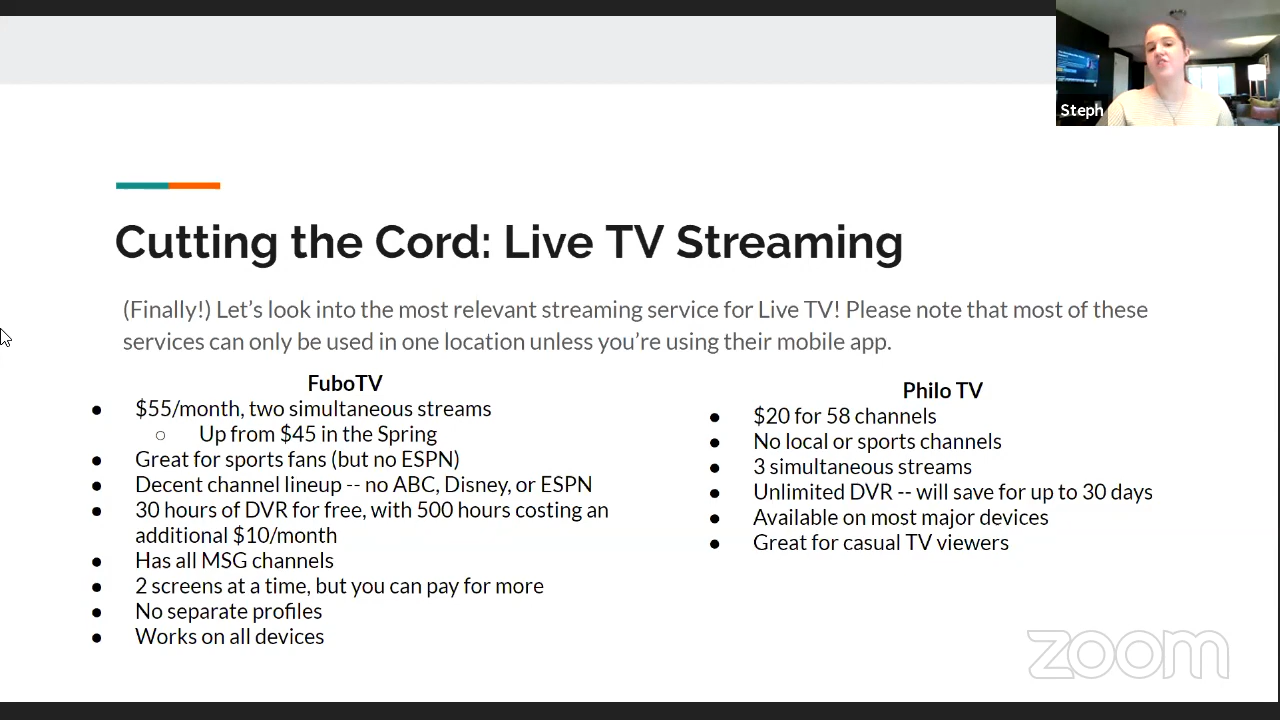 Steph
Cutting the Cord: Live TV Streaming
(Finally!) Let's look into the most relevant streaming service for Live TV! Please note that most of these
services can only be used in one location unless you're using their mobile app.
FuboTV
● $55/month, two simultaneous streams
○ Up from $45 in the Spring
● Great for sports fans (but no ESPN)
● Decent channel lineup -- no ABC, Disney, or ESPN
● 30 hours of DVR for free, with 500 hours costing an
additional $10/month
● Has all MSG channels
● 2 screens at a time, but you can pay for more
● No separate profiles
● Works on all devices
Philo TV
● $20 for 58 channels
● No local or sports channels
● 3 simultaneous streams
● Unlimited DVR -- will save for up to 30 days
● Available on most major devices
● Great for casual TV viewers
zoom